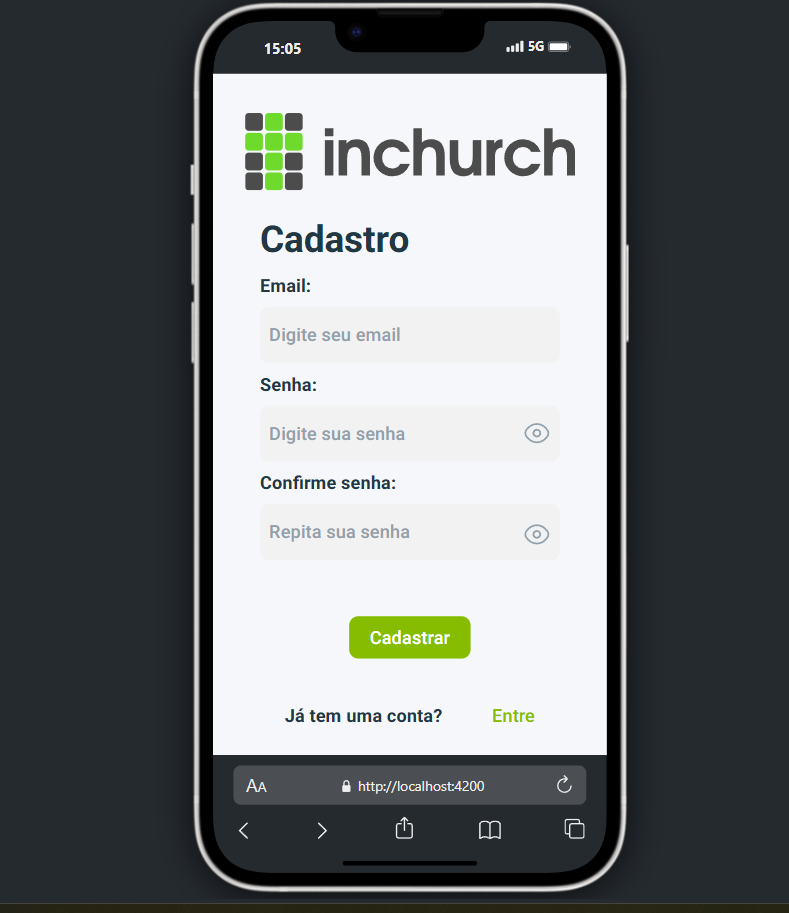 15:05 5G
inchurch
Cadastro
Email:
Digite seu email
Senha:
Digite sua senha
Confirme senha:
Repita sua senha
Cadastrar
Já tem uma conta? Entre
AA http://localhost:4200